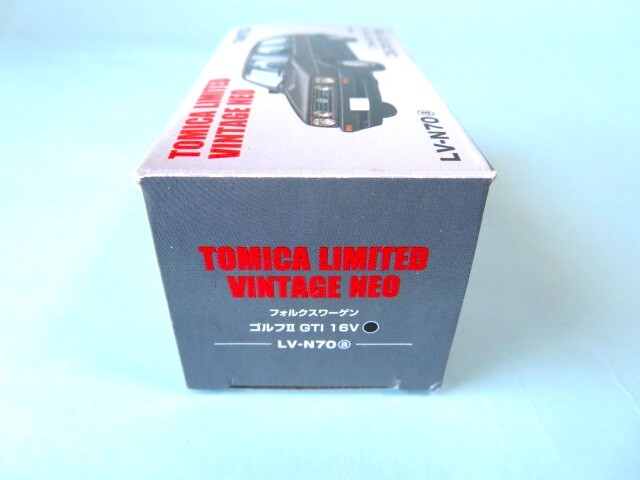 TOMICA LIMITED
VINTAGE NEO
LV-N70ⓐ
TOMICA LIMITED
VINTAGE NEO
フォルクスワーゲン
ゴルフII GTI 16V
LV-N70ⓐ